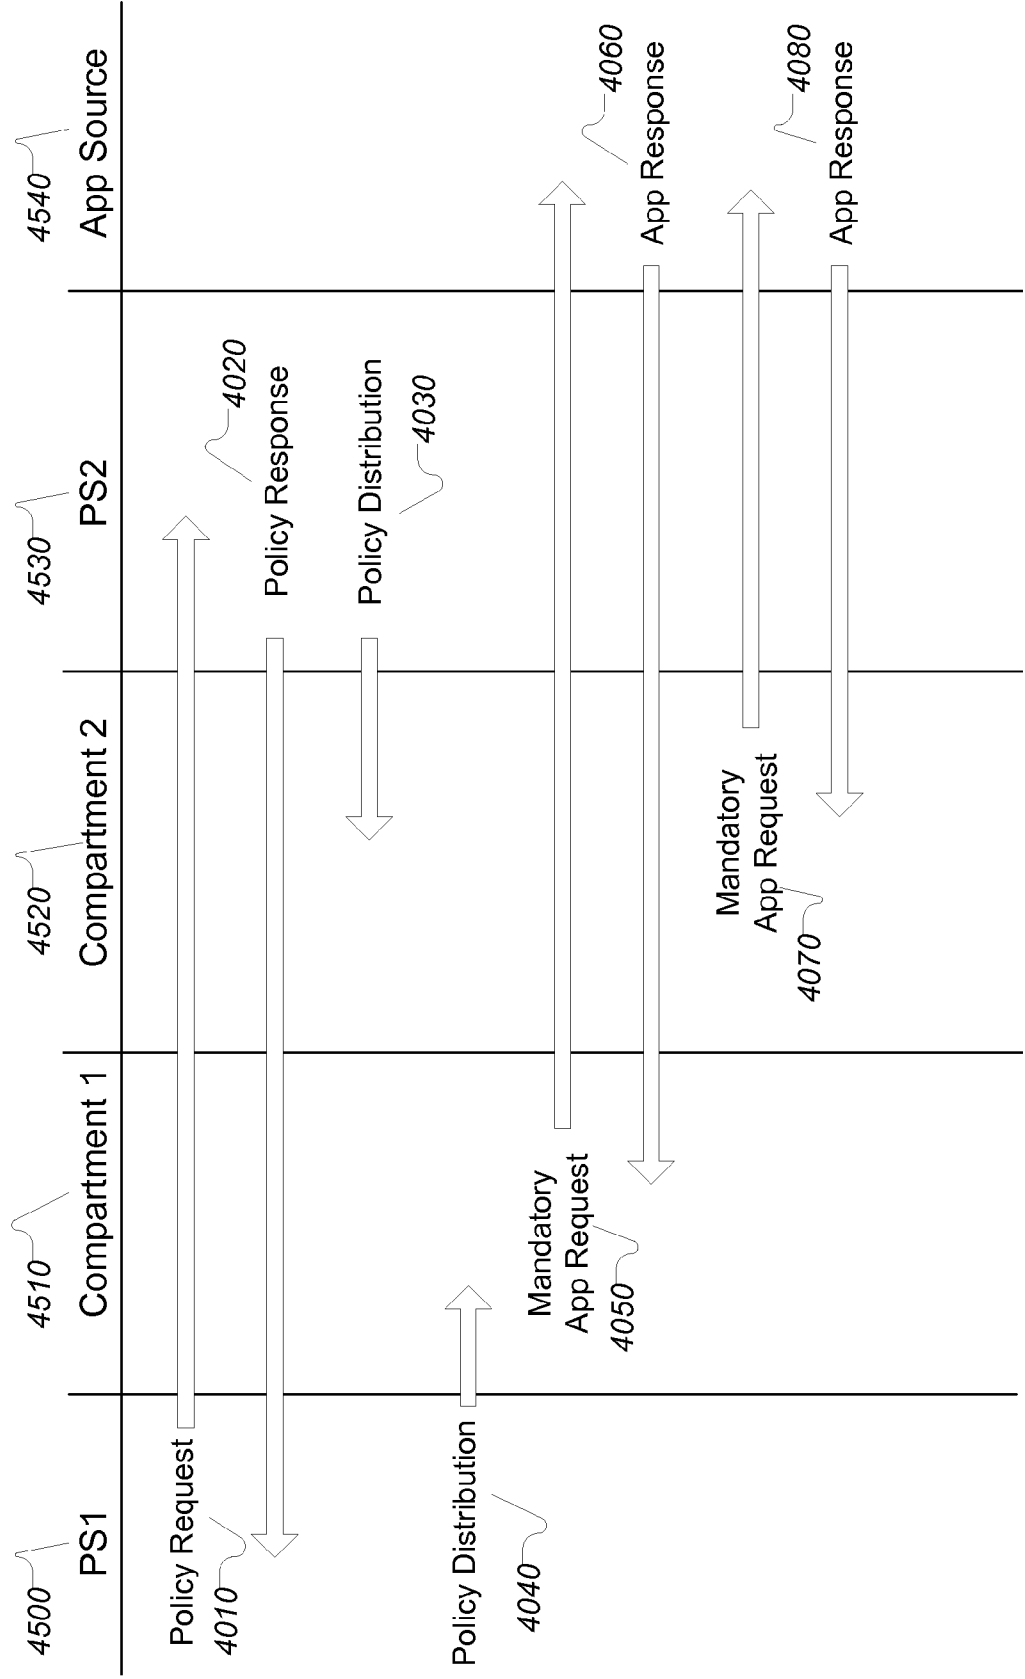 4500
4510
4520
4530
4540
PS1
Compartment 1
Compartment 2
PS2
App Source
Policy Request
4010
4020
Policy Response
Policy Distribution
4030
Policy Distribution
4040
Mandatory
App Request
4050
4060
App Response
Mandatory
App Request
4070
4080
App Response